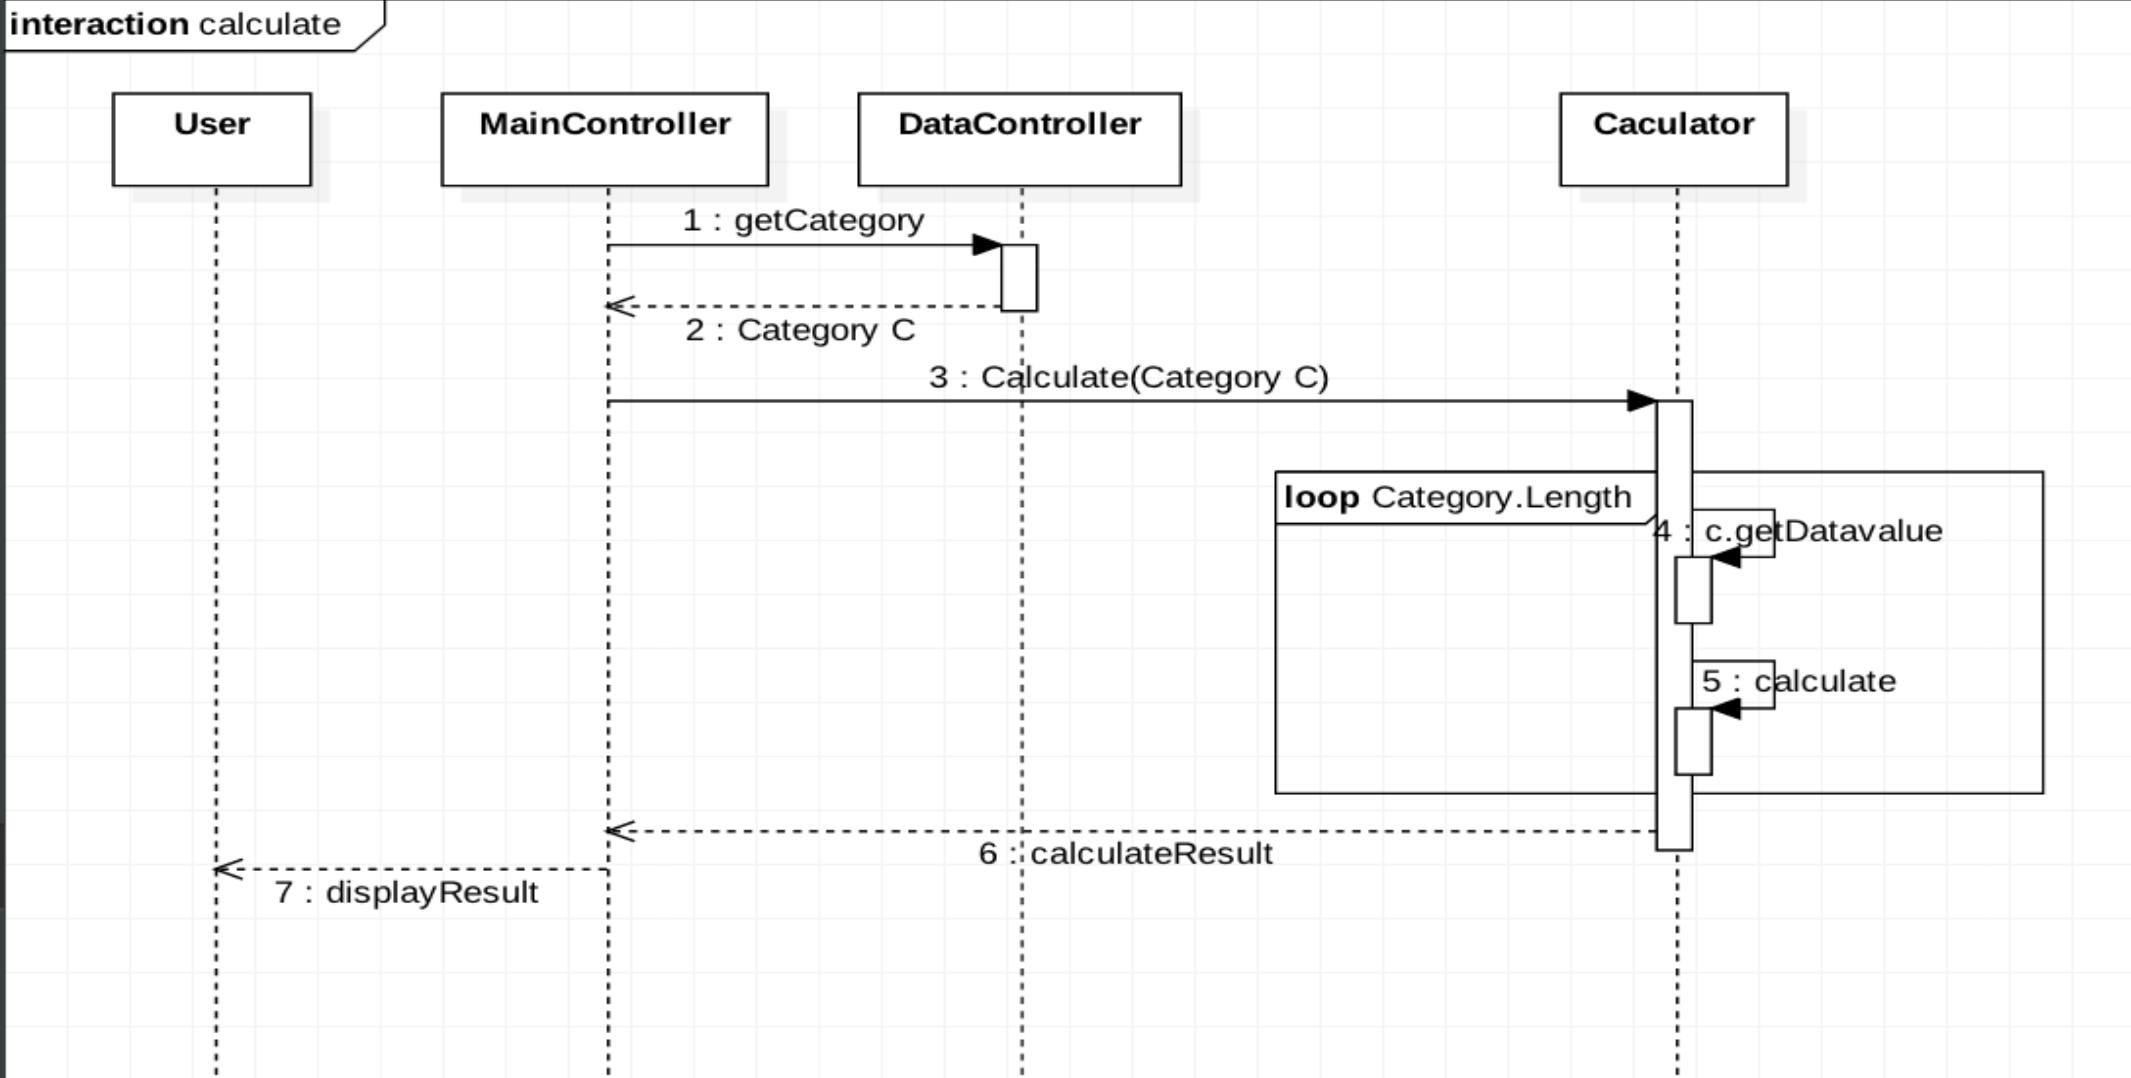 interaction calculate
User
MainController
DataController
Caculator
1 : getCategory
2 : Category C
3 : Calculate(Category C)
loop Category.Length
4 : c.getDatavalue
5 : calculate
6 : calculateResult
7 : displayResult